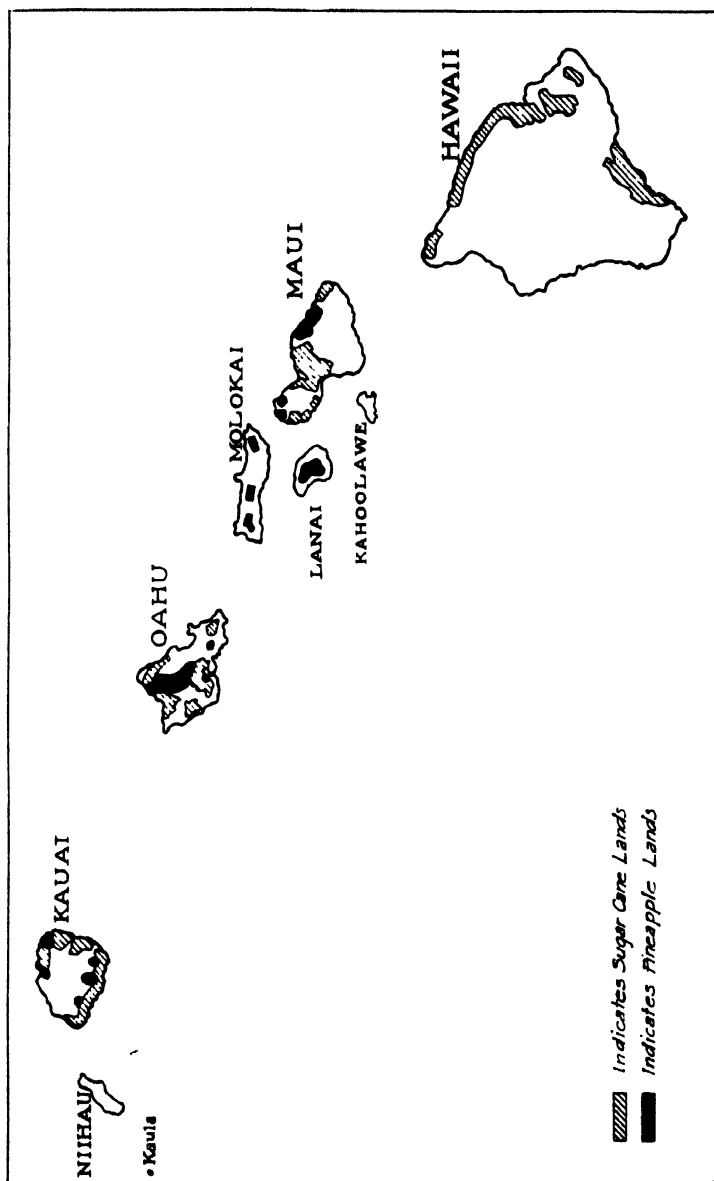 NIIHAU
• Kaula
KAUAI
OAHU
MOLOKAI
LANAI
KAHOOLAWE
MAUI
HAWAII
Indicates Sugar Cane Lands
Indicates Pineapple Lands